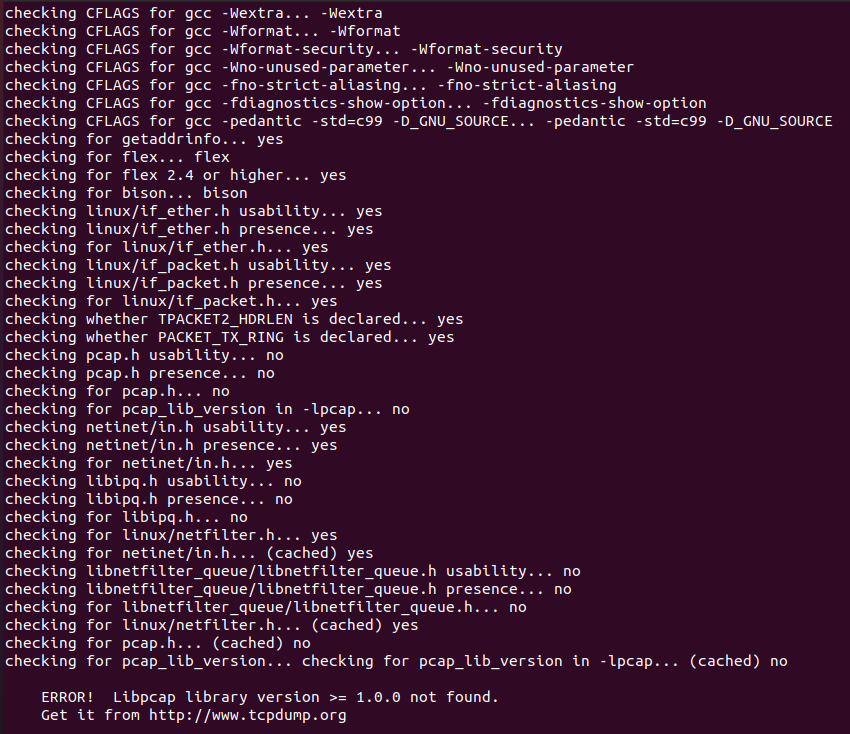 checking CFLAGS for gcc -Wextra... -Wextra
checking CFLAGS for gcc -Wformat... -Wformat
checking CFLAGS for gcc -Wformat-security... -Wformat-security
checking CFLAGS for gcc -Wno-unused-parameter... -Wno-unused-parameter
checking CFLAGS for gcc -fno-strict-aliasing... -fno-strict-aliasing
checking CFLAGS for gcc -fdiagnostics-show-option... -fdiagnostics-show-option
checking CFLAGS for gcc -pedantic -std=c99 -D_GNU_SOURCE... -pedantic -std=c99 -D_GNU_SOURCE
checking for getaddrinfo... yes
checking for flex... flex
checking for flex 2.4 or higher... yes
checking for bison... bison
checking linux/if_ether.h usability... yes
checking linux/if_ether.h presence... yes
checking for linux/if_ether.h... yes
checking linux/if_packet.h usability... yes
checking linux/if_packet.h presence... yes
checking for linux/if_packet.h... yes
checking whether TPACKET2_HDRLEN is declared... yes
checking whether PACKET_TX_RING is declared... yes
checking pcap.h usability... no
checking pcap.h presence... no
checking for pcap.h... no
checking for pcap_lib_version in -lpcap... no
checking netinet/in.h usability... yes
checking netinet/in.h presence... yes
checking for netinet/in.h... yes
checking libipq.h usability... no
checking libipq.h presence... no
checking for libipq.h... no
checking for linux/netfilter.h... yes
checking for netinet/in.h... (cached) yes
checking libnetfilter_queue/libnetfilter_queue.h usability... no
checking libnetfilter_queue/libnetfilter_queue.h presence... no
checking for libnetfilter_queue/libnetfilter_queue.h... no
checking for linux/netfilter.h... (cached) yes
checking for pcap.h... (cached) no
checking for pcap_lib_version... checking for pcap_lib_version in -lpcap... (cached) no
ERROR!  Libpcap library version >= 1.0.0 not found.
Get it from http://www.tcpdump.org